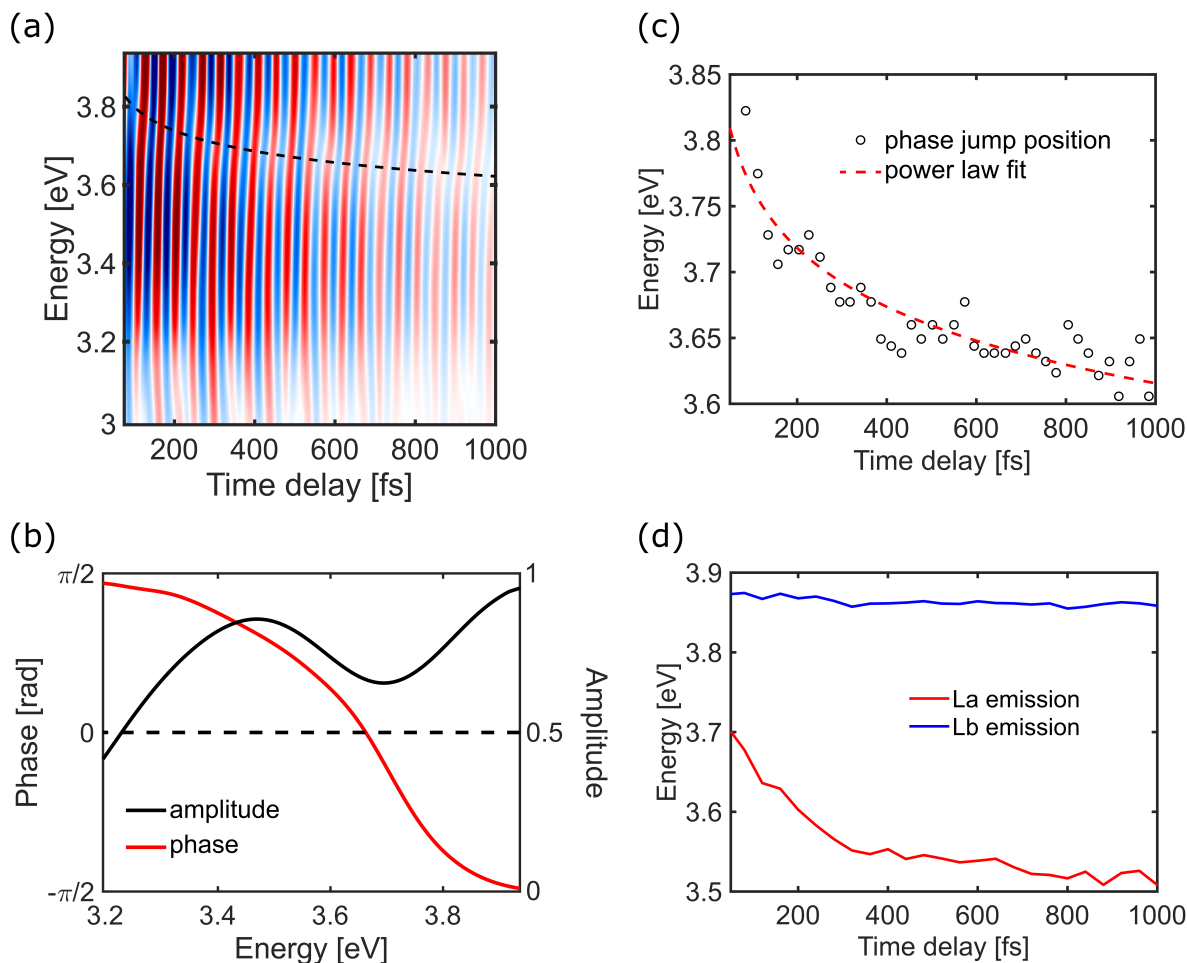 (a)
Energy [eV]
3.8
3.6
3.4
3.2
3
200 400 600 800 1000
Time delay [fs]
(c)
Energy [eV]
3.85
3.8
3.75
3.7
3.65
3.6
phase jump position
power law fit
200 400 600 800 1000
Time delay [fs]
(b)
Phase [rad]
π/2
0
-π/2
1
0.5
0
Amplitude
amplitude
phase
3.2 3.4 3.6 3.8
Energy [eV]
(d)
Energy [eV]
3.9
3.8
3.7
3.6
3.5
La emission
Lb emission
200 400 600 800 1000
Time delay [fs]